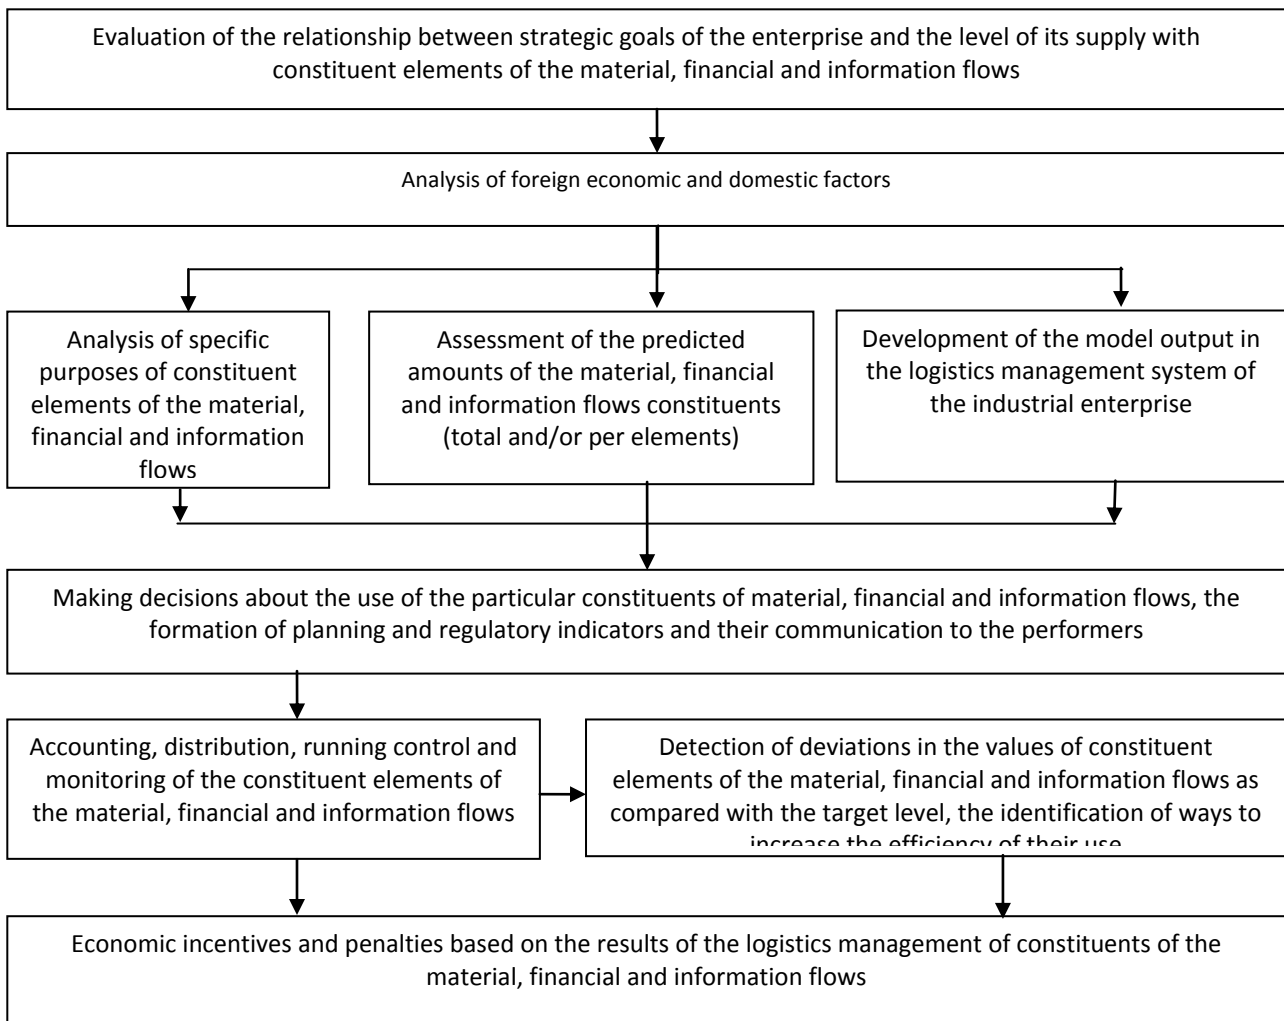 Evaluation of the relationship between strategic goals of the enterprise and the level of its supply with
constituent elements of the material, financial and information flows
Analysis of foreign economic and domestic factors
Analysis of specific
purposes of constituent
elements of the material,
financial and information
flows
Assessment of the predicted
amounts of the material, financial
and information flows constituents
(total and/or per elements)
Development of the model output in
the logistics management system of
the industrial enterprise
Making decisions about the use of the particular constituents of material, financial and information flows, the
formation of planning and regulatory indicators and their communication to the performers
Accounting, distribution, running control and
monitoring of the constituent elements of
the material, financial and information flows
Detection of deviations in the values of constituent
elements of the material, financial and information flows as
compared with the target level, the identification of ways to
increase the efficiency of their use
Economic incentives and penalties based on the results of the logistics management of constituents of the
material, financial and information flows